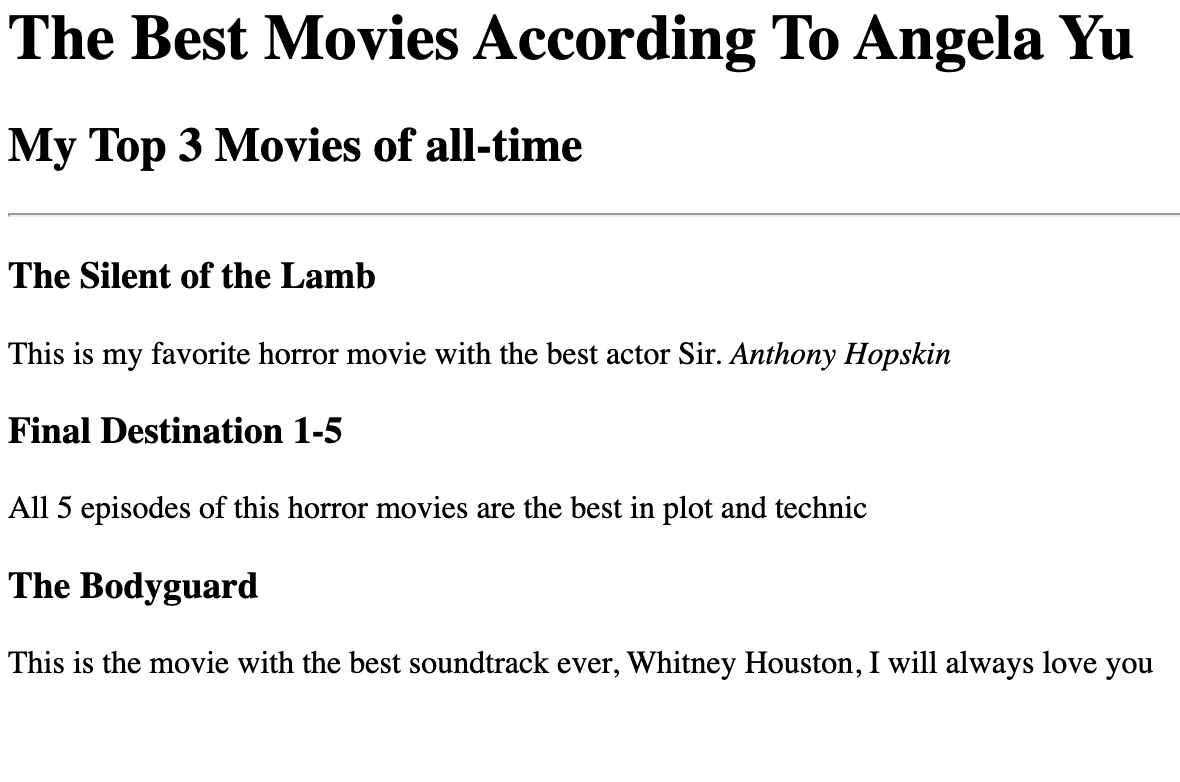 The Best Movies According To Angela Yu
My Top 3 Movies of all-time
The Silent of the Lamb
This is my favorite horror movie with the best actor Sir. Anthony Hopskin
Final Destination 1-5
All 5 episodes of this horror movies are the best in plot and technic
The Bodyguard
This is the movie with the best soundtrack ever, Whitney Houston, I will always love you